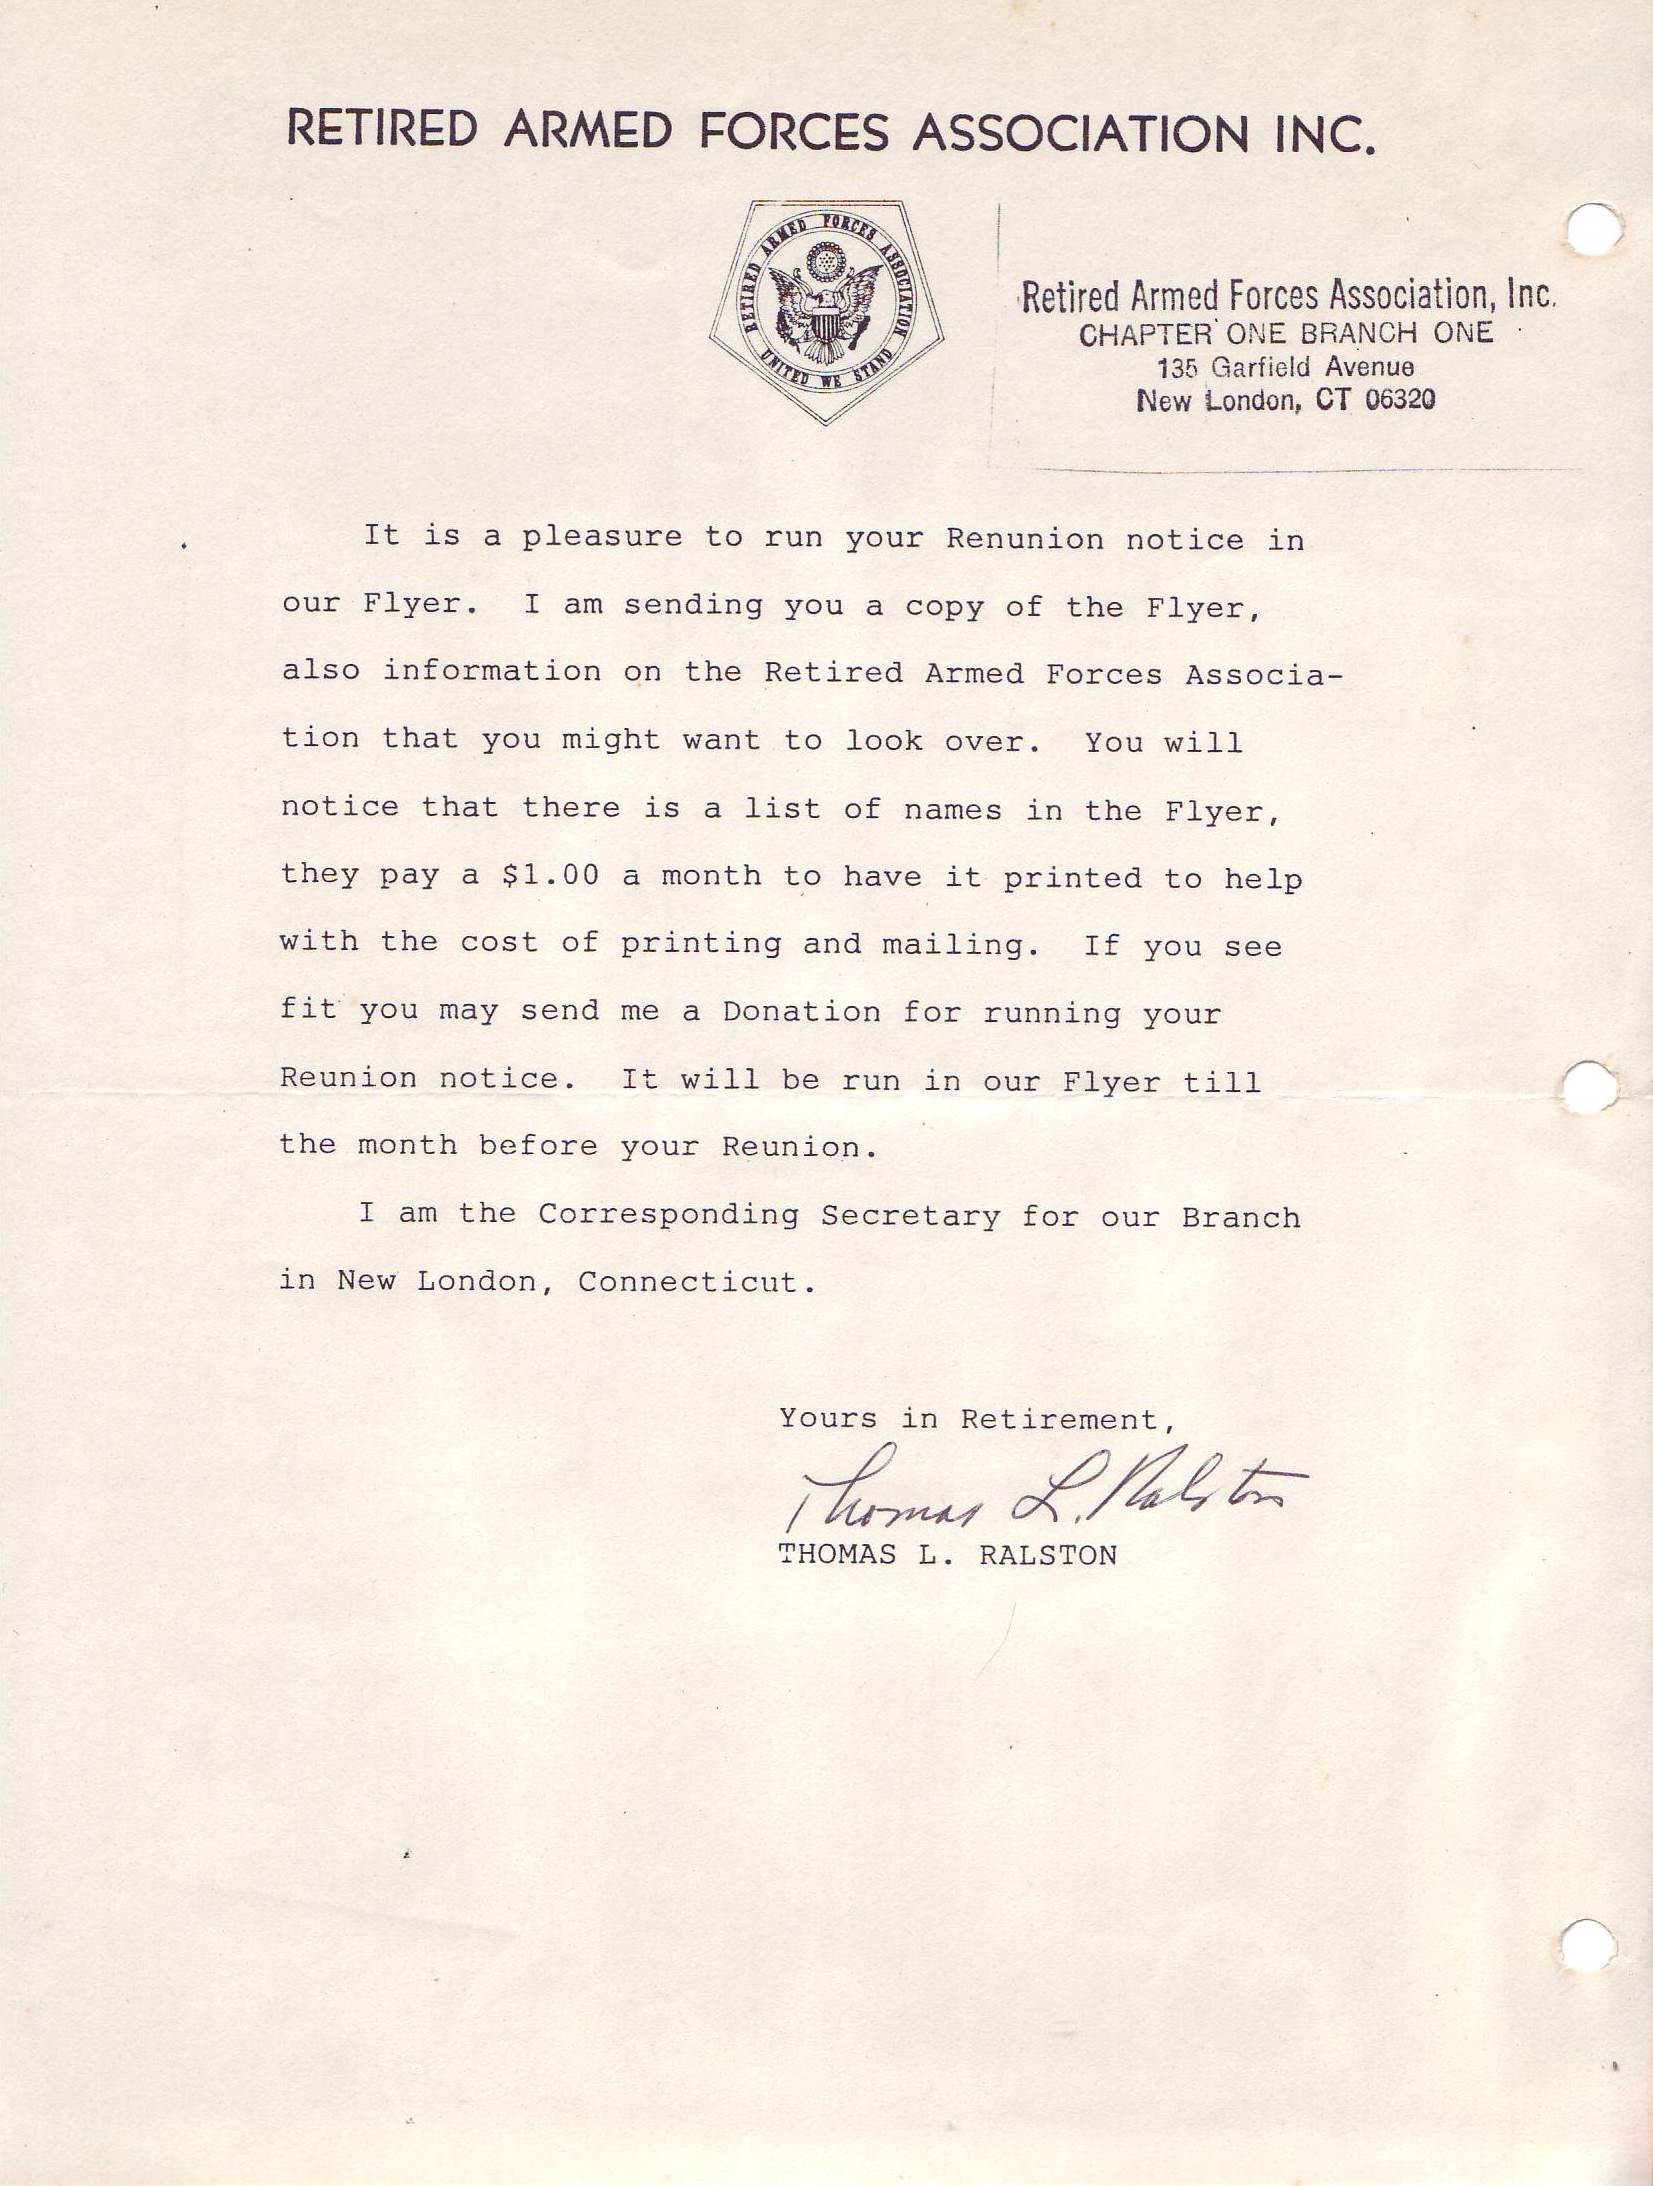 RETIRED ARMED FORCES ASSOCIATION INC.
RETIRED ARMED FORCES ASSOCIATION
UNITED WE STAND
Retired Armed Forces Association, Inc.
CHAPTER ONE BRANCH ONE
135 Garfield Avenue
New London, CT 06320
It is a pleasure to run your Renunion notice in
our Flyer. I am sending you a copy of the Flyer,
also information on the Retired Armed Forces Associa-
tion that you might want to look over. You will
notice that there is a list of names in the Flyer,
they pay a $1.00 a month to have it printed to help
with the cost of printing and mailing. If you see
fit you may send me a Donation for running your
Reunion notice. It will be run in our Flyer till
the month before your Reunion.
I am the Corresponding Secretary for our Branch
in New London, Connecticut.
Yours in Retirement,
Thomas L. Ralston
THOMAS L. RALSTON